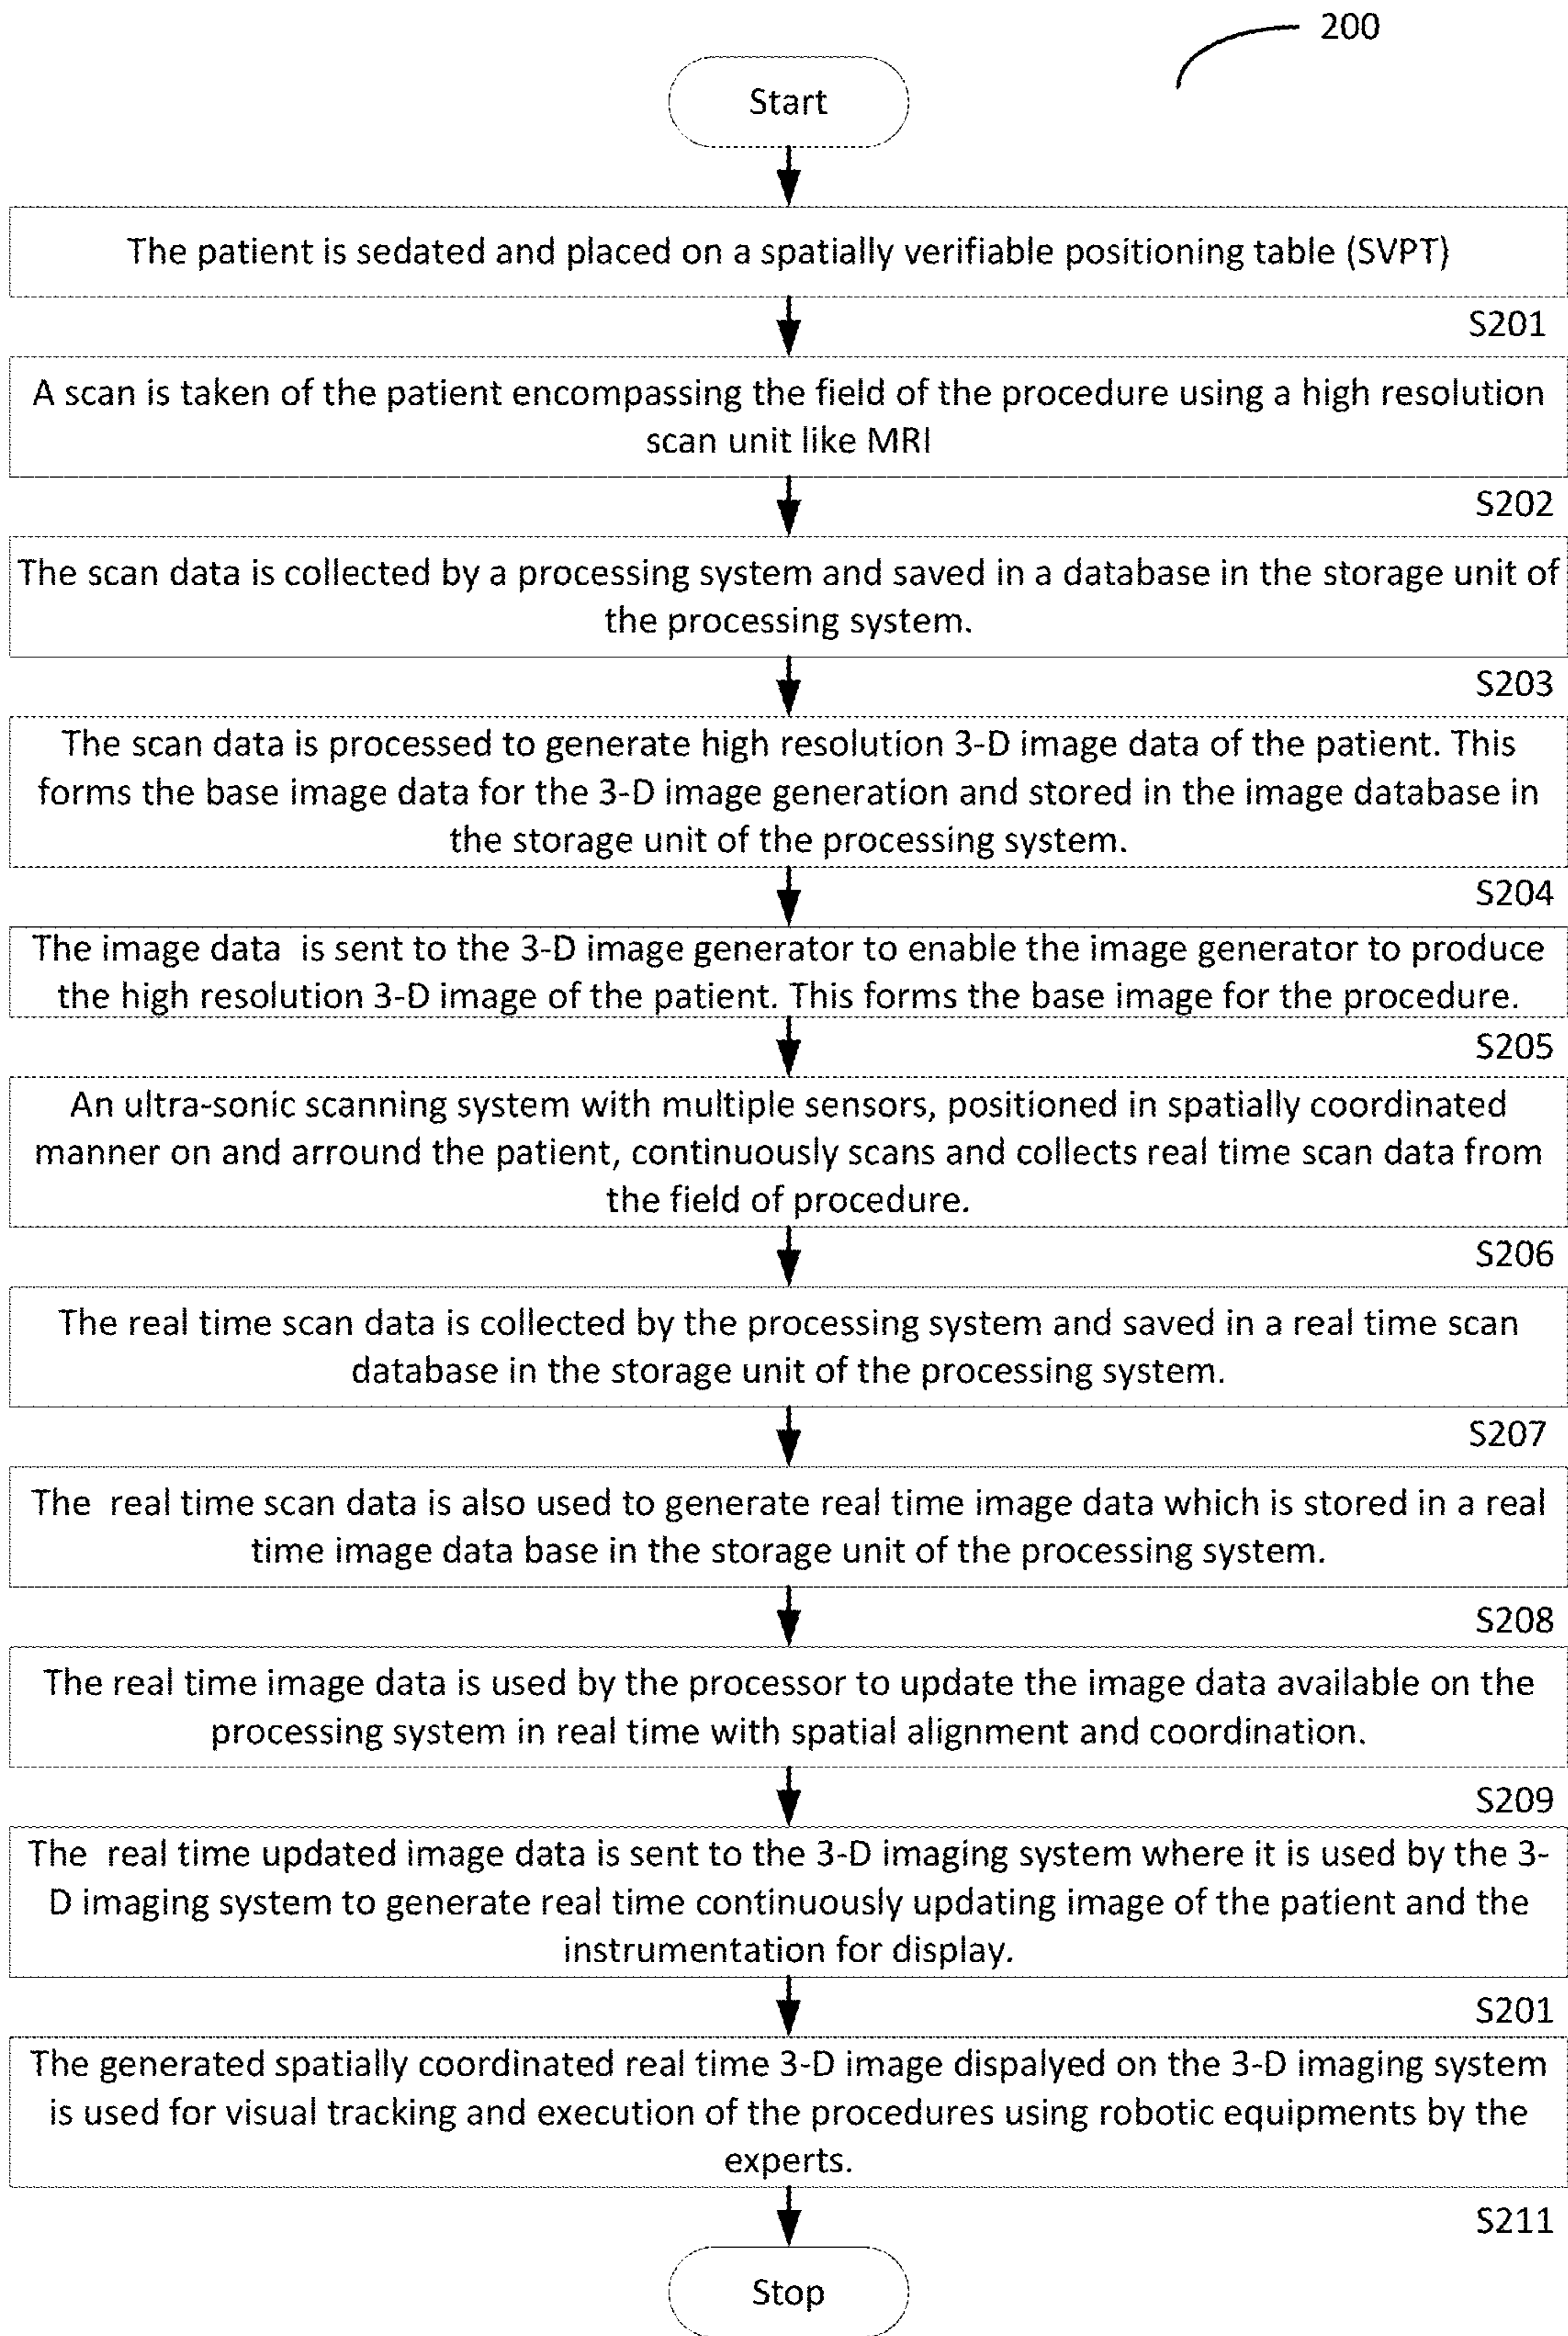 200
Start
The patient is sedated and placed on a spatially verifiable positioning table (SVPT)
S201
A scan is taken of the patient encompassing the field of the procedure using a high resolution
scan unit like MRI
S202
The scan data is collected by a processing system and saved in a database in the storage unit of
the processing system.
S203
The scan data is processed to generate high resolution 3-D image data of the patient. This
forms the base image data for the 3-D image generation and stored in the image database in
the storage unit of the processing system.
S204
The image data is sent to the 3-D image generator to enable the image generator to produce
the high resolution 3-D image of the patient. This forms the base image for the procedure.
S205
An ultra-sonic scanning system with multiple sensors, positioned in spatially coordinated
manner on and arround the patient, continuously scans and collects real time scan data from
the field of procedure.
S206
The real time scan data is collected by the processing system and saved in a real time scan
database in the storage unit of the processing system.
S207
The real time scan data is also used to generate real time image data which is stored in a real
time image data base in the storage unit of the processing system.
S208
The real time image data is used by the processor to update the image data available on the
processing system in real time with spatial alignment and coordination.
S209
The real time updated image data is sent to the 3-D imaging system where it is used by the 3-
D imaging system to generate real time continuously updating image of the patient and the
instrumentation for display.
S201
The generated spatially coordinated real time 3-D image dispalyed on the 3-D imaging system
is used for visual tracking and execution of the procedures using robotic equipments by the
experts.
S211
Stop